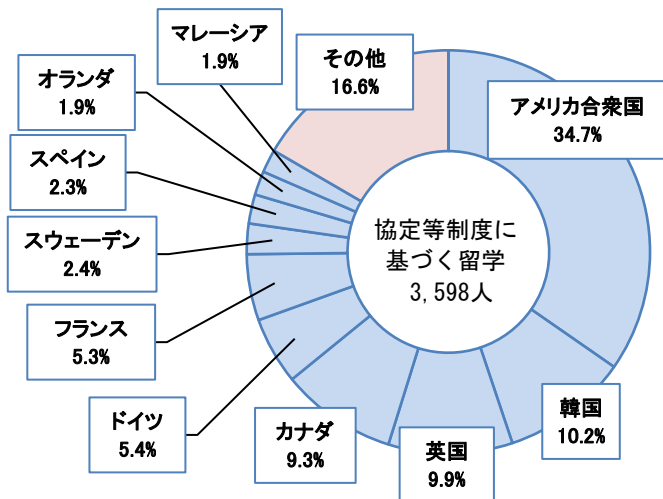 マレーシア
1.9%
その他
16.6%
オランダ
1.9%
アメリカ合衆国
34.7%
スペイン
2.3%
スウェーデン
2.4%
フランス
5.3%
ドイツ
5.4%
カナダ
9.3%
英国
9.9%
韓国
10.2%
協定等制度に
基づく留学
3,598人